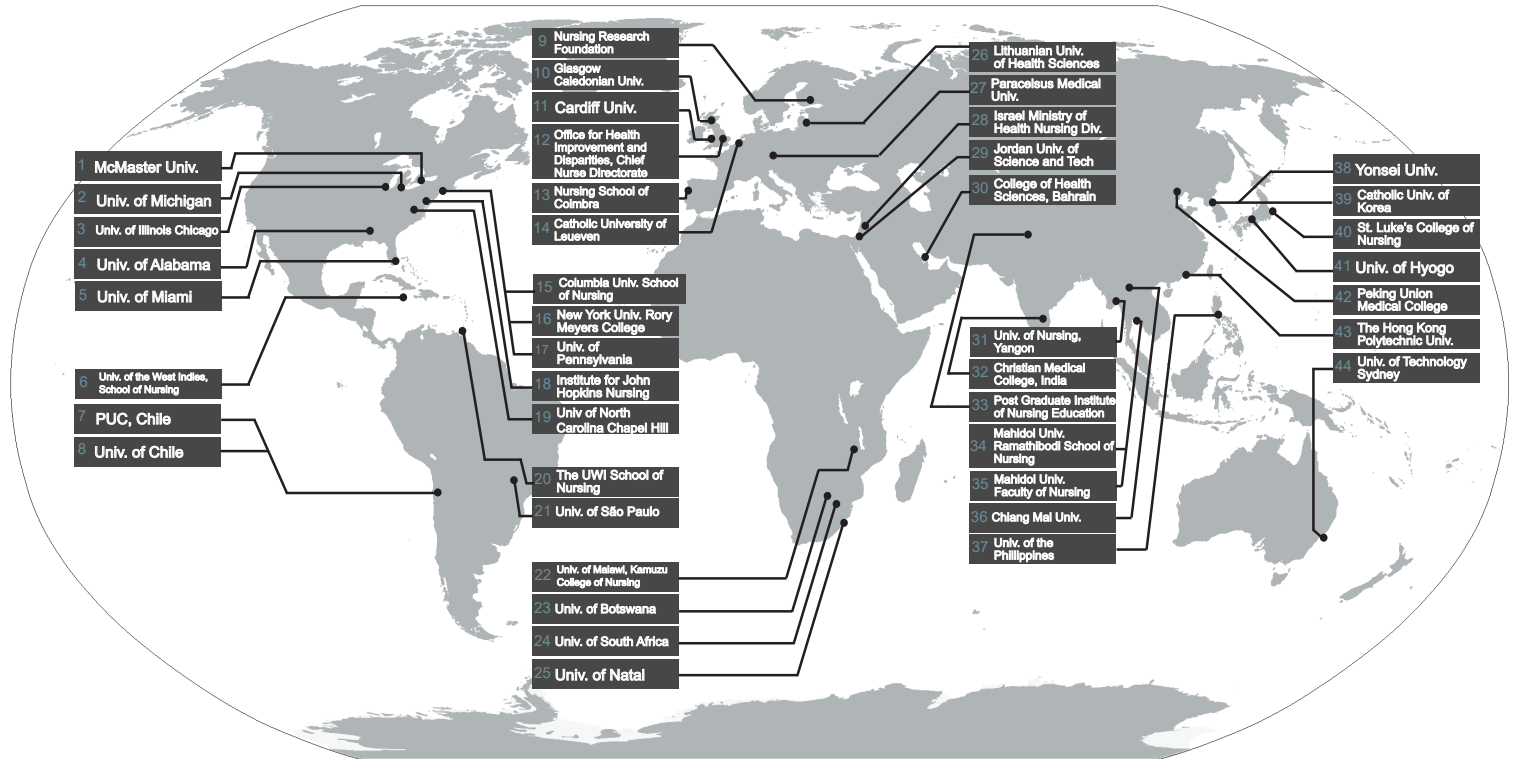 1 McMaster Univ.
2 Univ. of Michigan
3 Univ. of Illinois Chicago
4 Univ. of Alabama
5 Univ. of Miami
6 Univ. of the West Indies,
School of Nursing
7 PUC, Chile
8 Univ. of Chile
9 Nursing Research
Foundation
10 Glasgow
Caledonian Univ.
11 Cardiff Univ.
12 Office for Health
Improvement and
Disparities, Chief
Nurse Directorate
13 Nursing School of
Coimbra
14 Catholic University of
Leueven
15 Columbia Univ. School
of Nursing
16 New York Univ. Rory
Meyers College
17 Univ. of
Pennsylvania
18 Institute for John
Hopkins Nursing
19 Univ of North
Carolina Chapel Hill
20 The UWI School of
Nursing
21 Univ. of São Paulo
22 Univ. of Malawi, Kamuzu
College of Nursing
23 Univ. of Botswana
24 Univ. of South Africa
25 Univ. of Natal
26 Lithuanian Univ.
of Health Sciences
27 Paracelsus Medical
Univ.
28 Israel Ministry of
Health Nursing Div.
29 Jordan Univ. of
Science and Tech
30 College of Health
Sciences, Bahrain
31 Univ. of Nursing,
Yangon
32 Christian Medical
College, India
33 Post Graduate Institute
of Nursing Education
34 Mahidol Univ.
Ramathibodi School of
Nursing
35 Mahidol Univ.
Faculty of Nursing
36 Chiang Mai Univ.
37 Univ. of the
Phillippines
38 Yonsei Univ.
39 Catholic Univ. of
Korea
40 St. Luke's College of
Nursing
41 Univ. of Hyogo
42 Peking Union
Medical College
43 The Hong Kong
Polytechnic Univ.
44 Univ. of Technology
Sydney